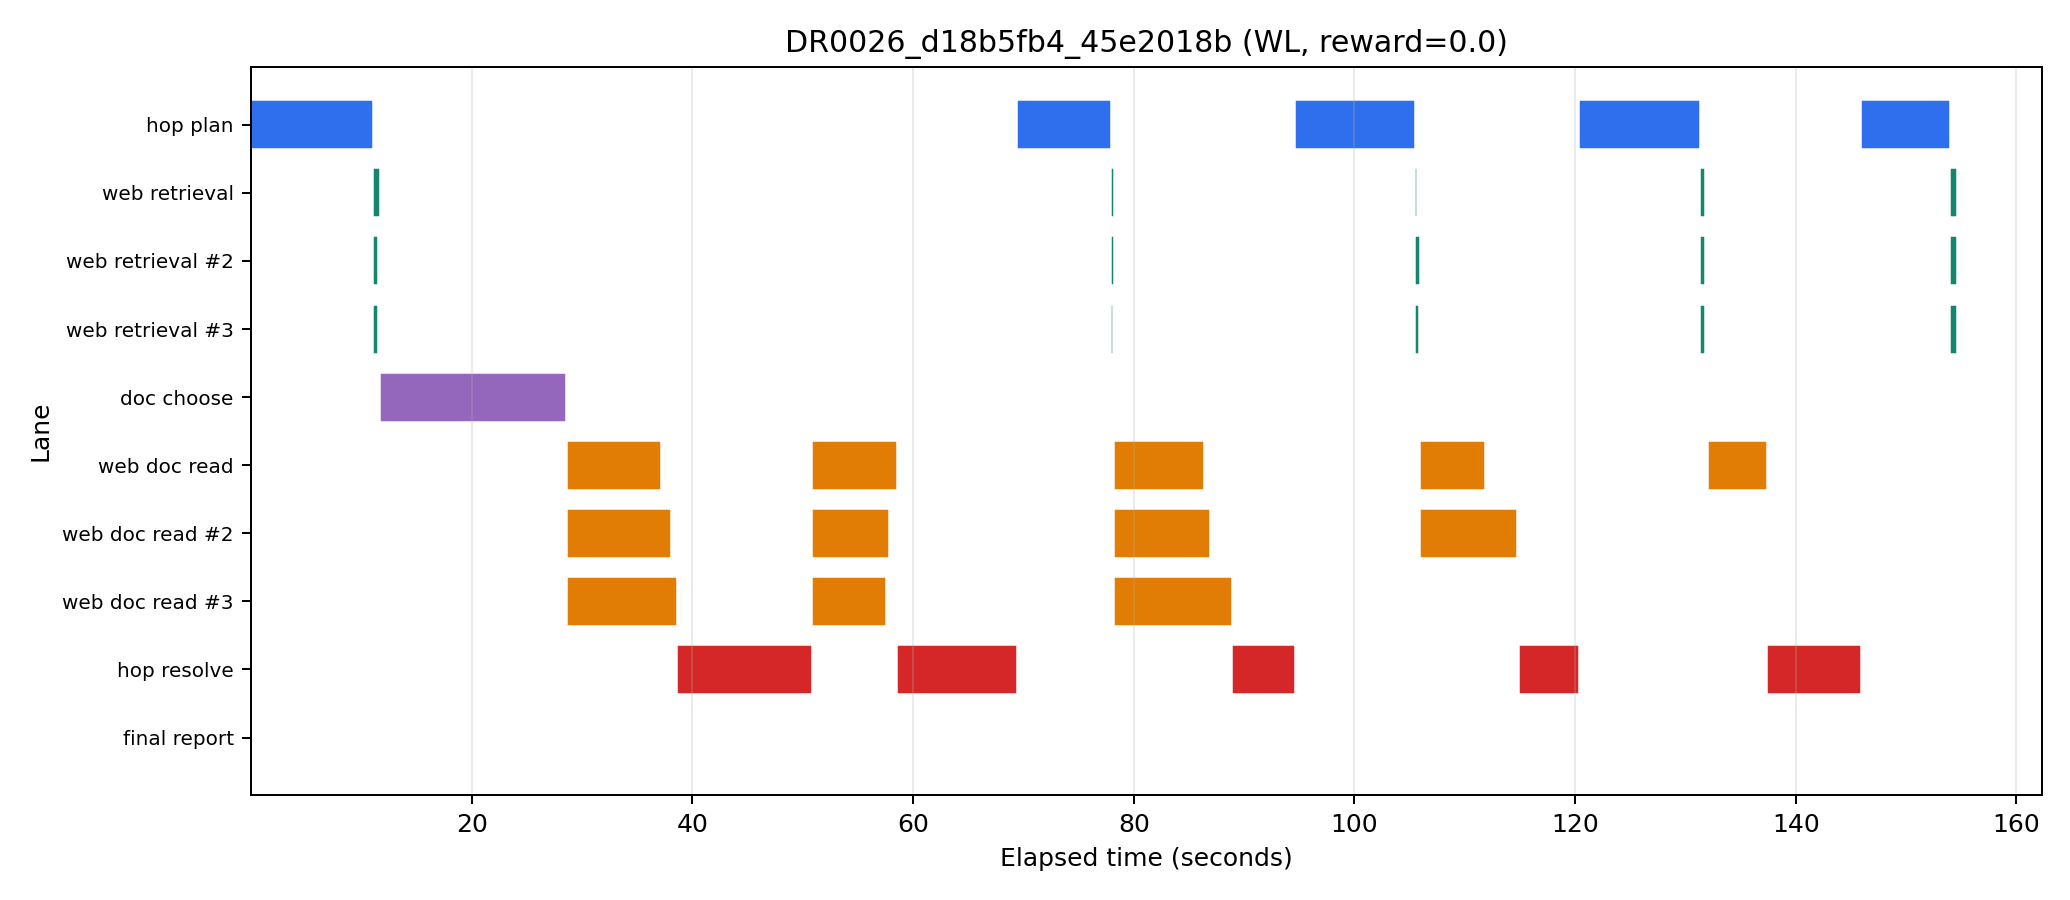 DR0026_d18b5fb4_45e2018b (WL, reward=0.0)
Lane
hop plan
web retrieval
web retrieval #2
web retrieval #3
doc choose
web doc read
web doc read #2
web doc read #3
hop resolve
final report
20 40 60 80 100 120 140 160
Elapsed time (seconds)